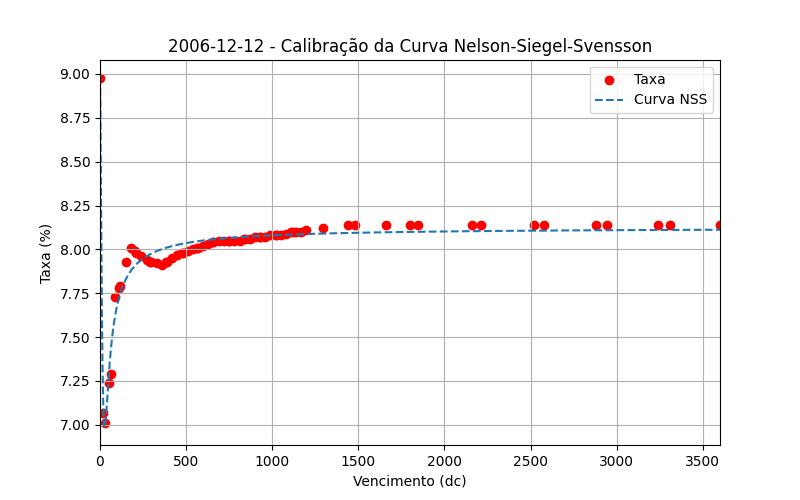 2006-12-12 - Calibração da Curva Nelson-Siegel-Svensson
Taxa
Curva NSS
Taxa (%)
9.00
8.75
8.50
8.25
8.00
7.75
7.50
7.25
7.00
0 500 1000 1500 2000 2500 3000 3500
Vencimento (dc)